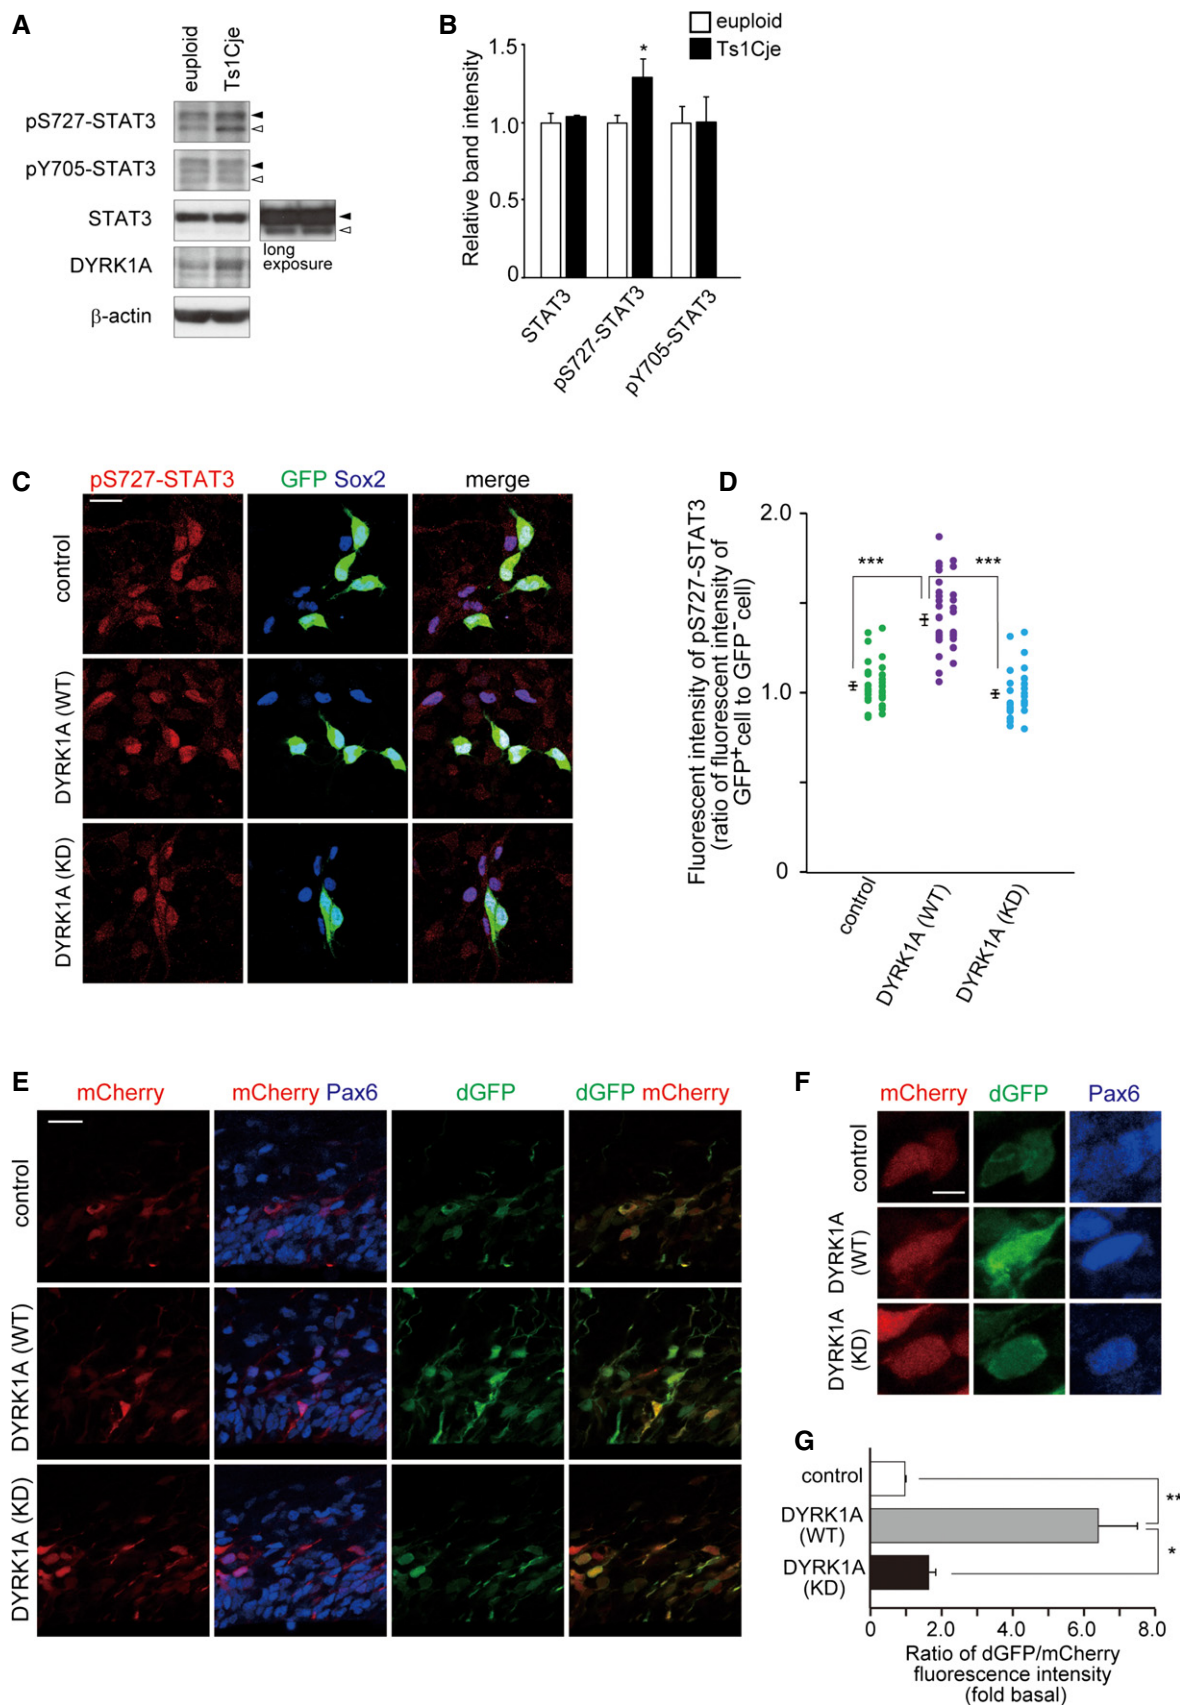 A
euploid
Ts1Cje
pS727-STAT3
pY705-STAT3
STAT3
long
exposure
DYRK1A
β-actin
B
euploid
Ts1Cje
Relative band intensity
1.5
1.0
0.5
0
*
STAT3
pS727-STAT3
pY705-STAT3
C
pS727-STAT3
GFP Sox2
merge
control
DYRK1A (WT)
DYRK1A (KD)
D
Fluorescent intensity of pS727-STAT3
(ratio of fluorescent intensity of
GFP+cell to GFP-cell)
2.0
1.0
0
***
***
control
DYRK1A (WT)
DYRK1A (KD)
E
mCherry
mCherry Pax6
dGFP
dGFP mCherry
control
DYRK1A (WT)
DYRK1A (KD)
F
mCherry
dGFP
Pax6
control
DYRK1A
(WT)
DYRK1A
(KD)
G
control
DYRK1A
(WT)
DYRK1A
(KD)
**
*
0
2.0
4.0
6.0
8.0
Ratio of dGFP/mCherry
fluorescence intensity
(fold basal)